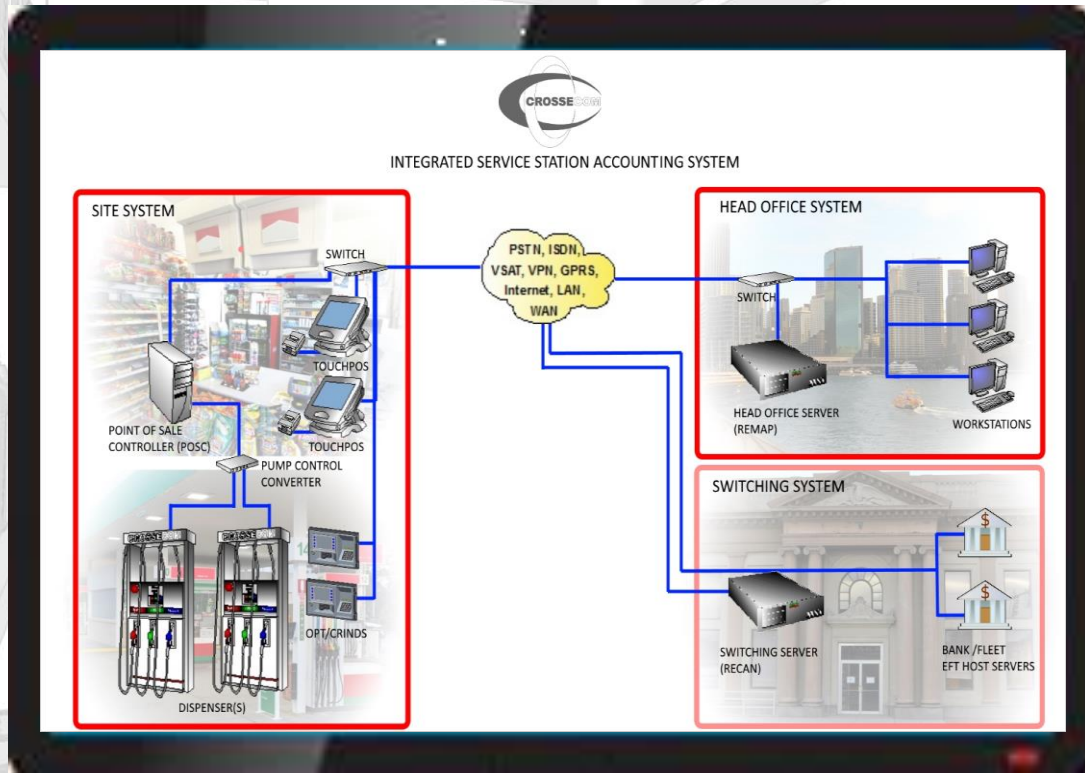 CROSSECOM
INTEGRATED SERVICE STATION ACCOUNTING SYSTEM
SITE SYSTEM
SWITCH
TOUCHPOS
TOUCHPOS
POINT OF SALE
CONTROLLER (POSC)
PUMP CONTROL
CONVERTER
OPT/CRINDS
DISPENSER(S)
PSTN, ISDN,
VSAT, VPN, GPRS,
Internet, LAN,
WAN
HEAD OFFICE SYSTEM
SWITCH
HEAD OFFICE SERVER
(REMAP)
WORKSTATIONS
SWITCHING SYSTEM
$
$
SWITCHING SERVER
(RECAN)
BANK /FLEET
EFT HOST SERVERS